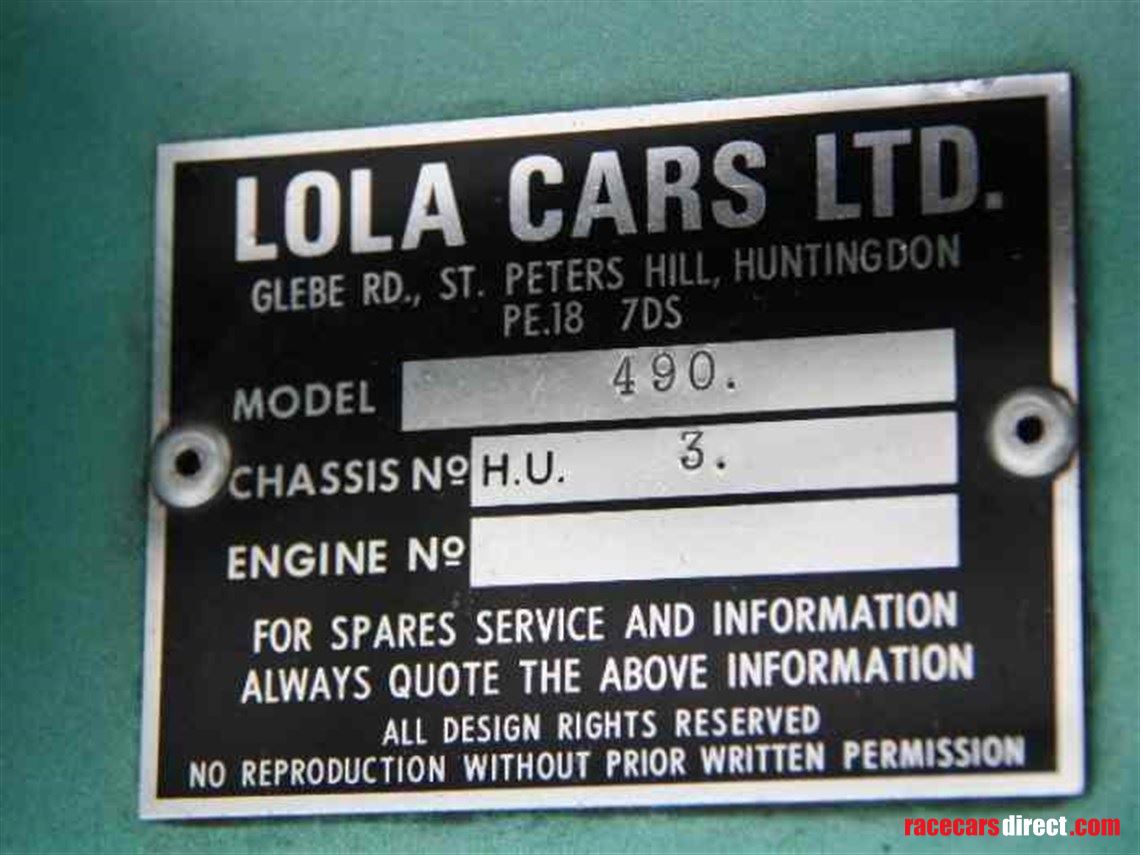 LOLA CARS LTD.
GLEBE RD., ST. PETERS HILL, HUNTINGDON
PE.18 7DS
MODEL 490.
CHASSIS Nº H.U. 3.
ENGINE Nº
FOR SPARES SERVICE AND INFORMATION
ALWAYS QUOTE THE ABOVE INFORMATION
ALL DESIGN RIGHTS RESERVED
NO REPRODUCTION WITHOUT PRIOR WRITTEN PERMISSION
racecarsdirect.com